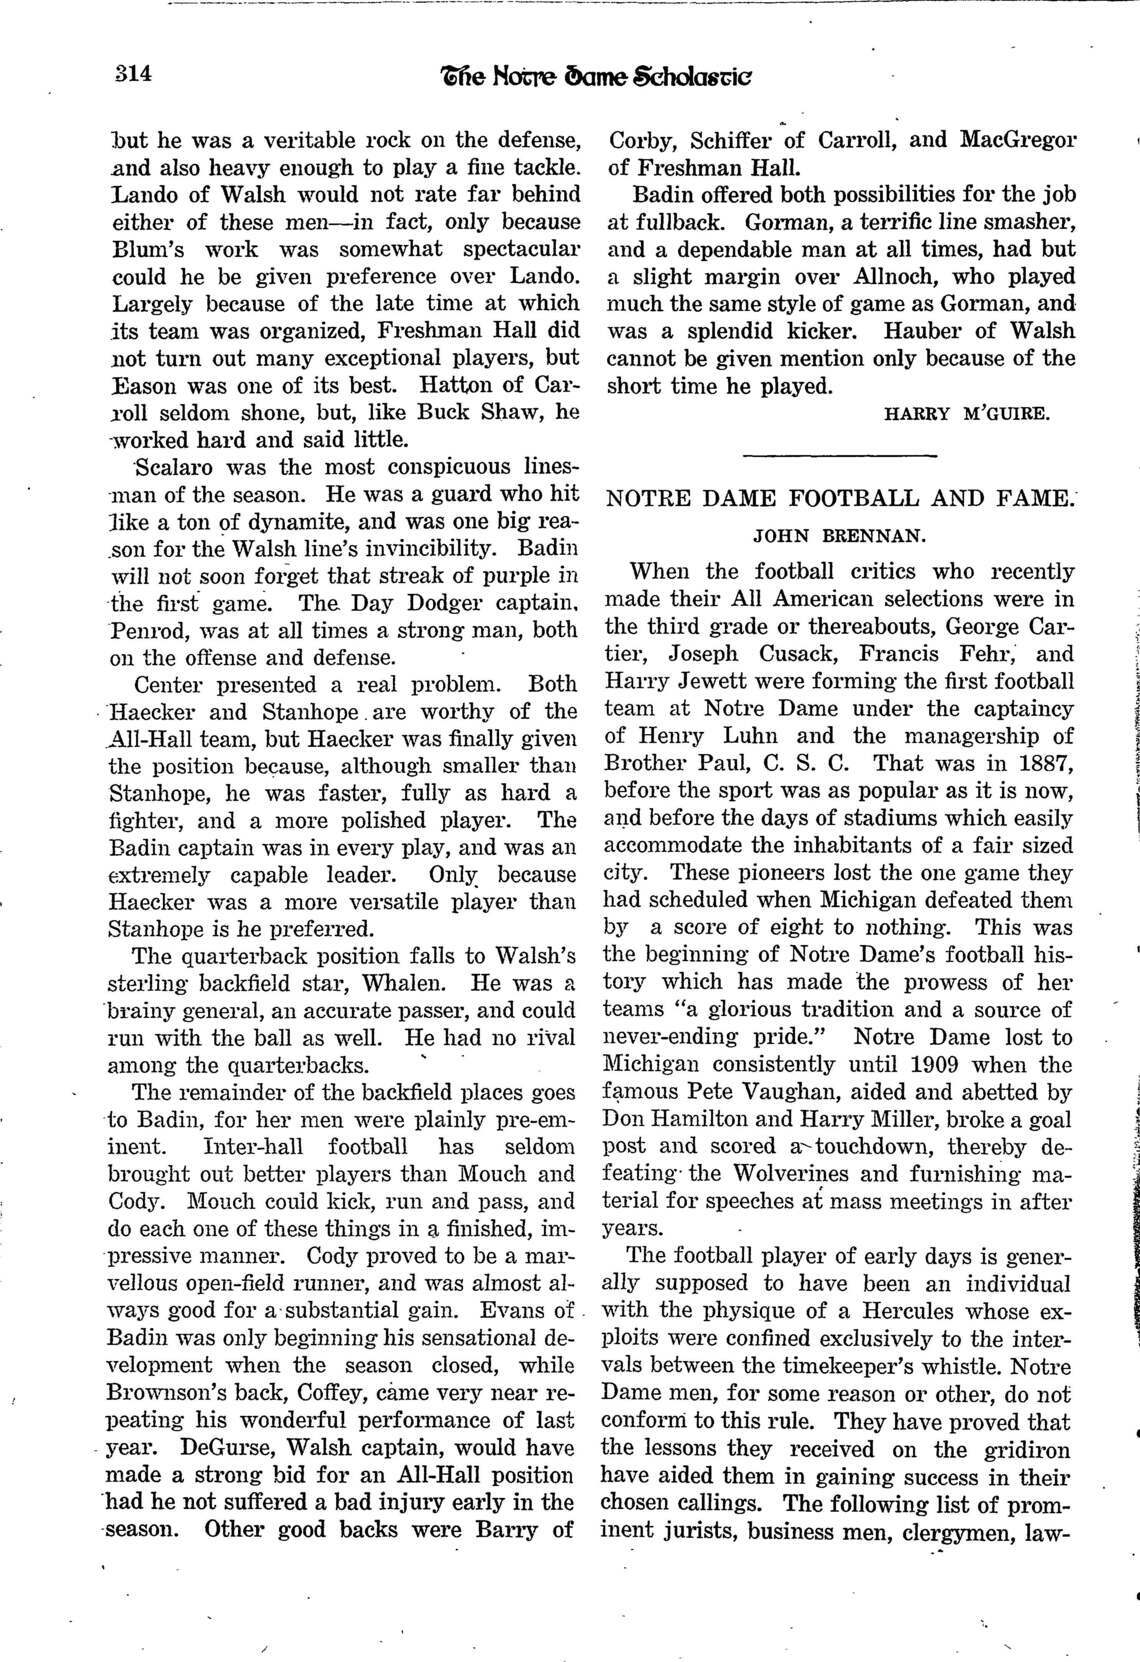 314
The Notre Dame Scholastic
but he was a veritable rock on the defense,
and also heavy enough to play a fine tackle.
Lando of Walsh would not rate far behind
either of these men—in fact, only because
Blum's work was somewhat spectacular
could he be given preference over Lando.
Largely because of the late time at which
its team was organized, Freshman Hall did
not turn out many exceptional players, but
Eason was one of its best. Hatton of Car-
roll seldom shone, but, like Buck Shaw, he
worked hard and said little.
Scalaro was the most conspicuous lines-
man of the season. He was a guard who hit
like a ton of dynamite, and was one big rea-
son for the Walsh line's invincibility. Badin
will not soon forget that streak of purple in
the first game. The Day Dodger captain,
Penrod, was at all times a strong man, both
on the offense and defense.
Center presented a real problem. Both
Haecker and Stanhope are worthy of the
All-Hall team, but Haecker was finally given
the position because, although smaller than
Stanhope, he was faster, fully as hard a
fighter, and a more polished player. The
Badin captain was in every play, and was an
extremely capable leader. Only because
Haecker was a more versatile player than
Stanhope is he preferred.
The quarterback position falls to Walsh's
sterling backfield star, Whalen. He was a
brainy general, an accurate passer, and could
run with the ball as well. He had no rival
among the quarterbacks.
The remainder of the backfield places goes
to Badin, for her men were plainly pre-em-
inent. Inter-hall football has seldom
brought out better players than Mouch and
Cody. Mouch could kick, run and pass, and
do each one of these things in a finished, im-
pressive manner. Cody proved to be a mar-
vellous open-field runner, and was almost al-
ways good for a substantial gain. Evans of
Badin was only beginning his sensational de-
velopment when the season closed, while
Brownson's back, Coffey, came very near re-
peating his wonderful performance of last
year. DeGurse, Walsh captain, would have
made a strong bid for an All-Hall position
had he not suffered a bad injury early in the
season. Other good backs were Barry of
Corby, Schiffer of Carroll, and MacGregor
of Freshman Hall.
Badin offered both possibilities for the job
at fullback. Gorman, a terrific line smasher,
and a dependable man at all times, had but
a slight margin over Allnoch, who played
much the same style of game as Gorman, and
was a splendid kicker. Hauber of Walsh
cannot be given mention only because of the
short time he played.
HARRY M'GUIRE.
NOTRE DAME FOOTBALL AND FAME.
JOHN BRENNAN.
When the football critics who recently
made their All American selections were in
the third grade or thereabouts, George Car-
tier, Joseph Cusack, Francis Fehr, and
Harry Jewett were forming the first football
team at Notre Dame under the captaincy
of Henry Luhn and the managership of
Brother Paul, C. S. C. That was in 1887,
before the sport was as popular as it is now,
and before the days of stadiums which easily
accommodate the inhabitants of a fair sized
city. These pioneers lost the one game they
had scheduled when Michigan defeated them
by a score of eight to nothing. This was
the beginning of Notre Dame's football his-
tory which has made the prowess of her
teams "a glorious tradition and a source of
never-ending pride." Notre Dame lost to
Michigan consistently until 1909 when the
famous Pete Vaughan, aided and abetted by
Don Hamilton and Harry Miller, broke a goal
post and scored a touchdown, thereby de-
feating the Wolverines and furnishing ma-
terial for speeches at mass meetings in after
years.
The football player of early days is gener-
ally supposed to have been an individual
with the physique of a Hercules whose ex-
ploits were confined exclusively to the inter-
vals between the timekeeper's whistle. Notre
Dame men, for some reason or other, do not
conform to this rule. They have proved that
the lessons they received on the gridiron
have aided them in gaining success in their
chosen callings. The following list of prom-
inent jurists, business men, clergymen, law-